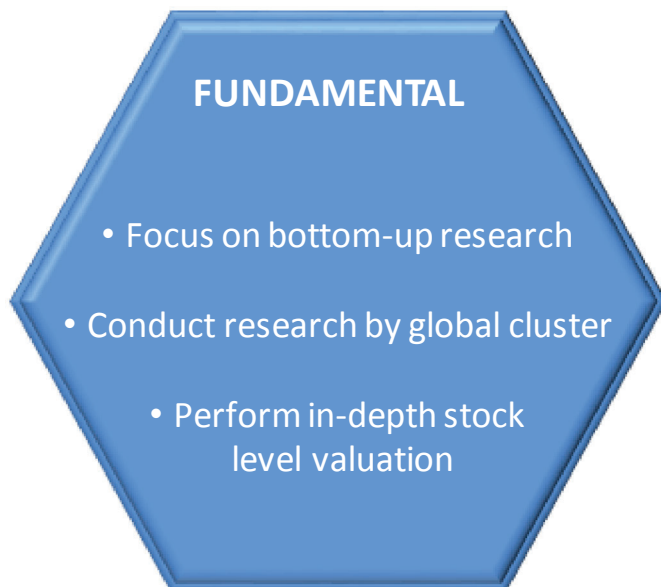 FUNDAMENTAL
• Focus on bottom-up research
• Conduct research by global cluster
• Perform in-depth stock
level valuation